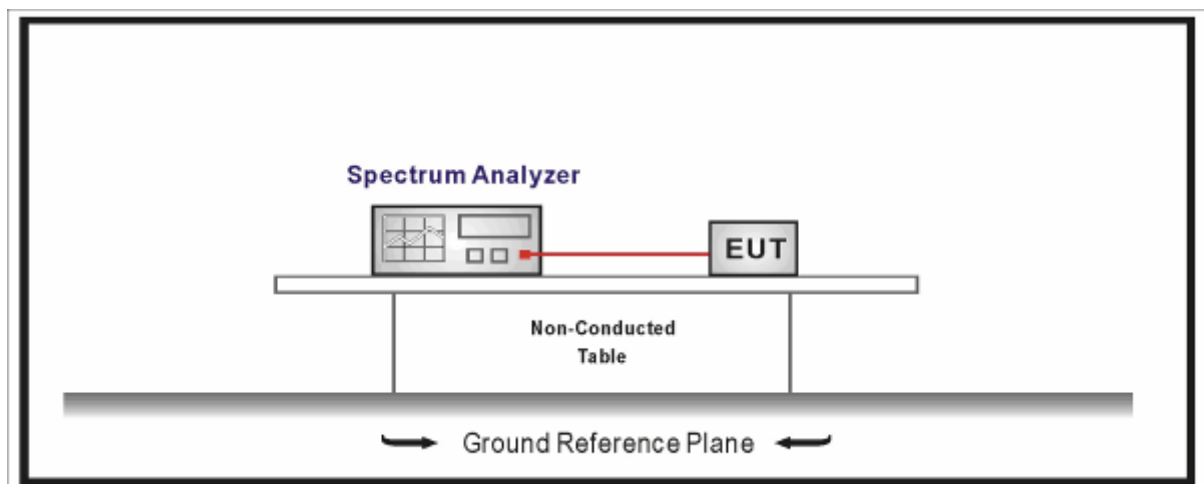 Spectrum Analyzer
EUT
Non-Conducted
Table
Ground Reference Plane